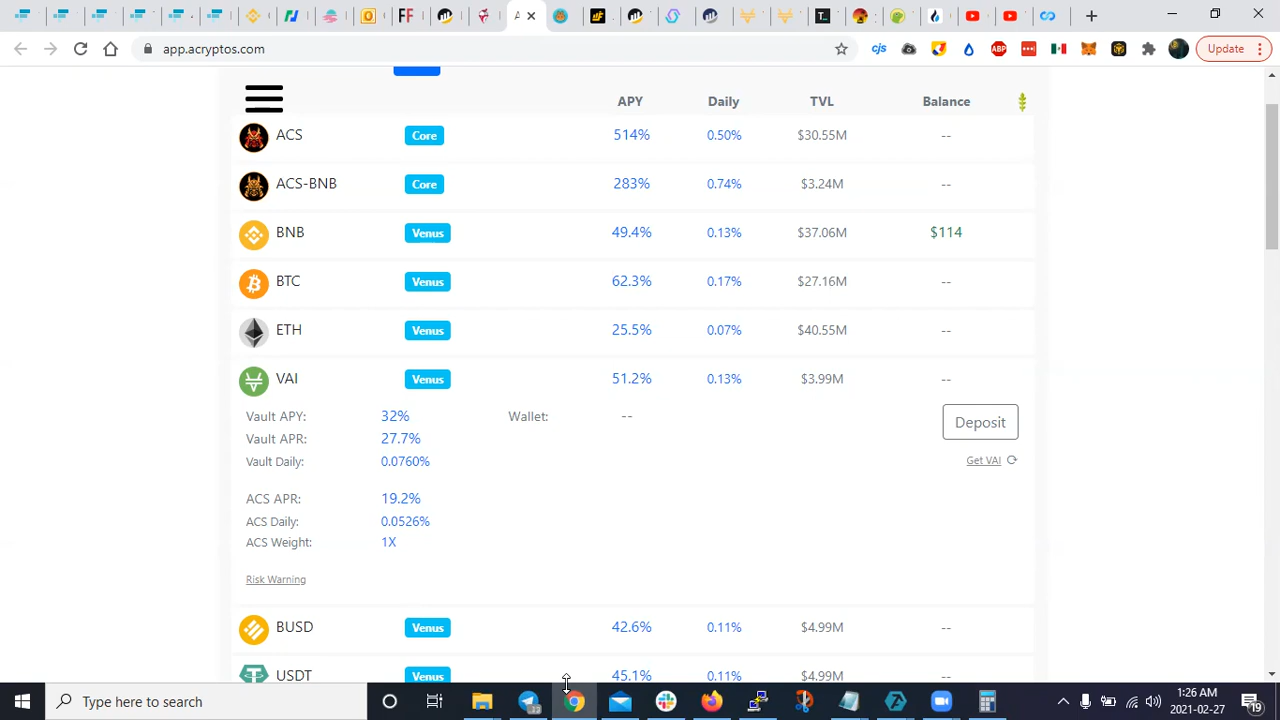 app.acryptos.com
cjs
ABP
Update
APY Daily TVL Balance
ACS Core 514% 0.50% $30.55M --
ACS-BNB Core 283% 0.74% $3.24M --
BNB Venus 49.4% 0.13% $37.06M $114
BTC Venus 62.3% 0.17% $27.16M --
ETH Venus 25.5% 0.07% $40.55M --
VAI Venus 51.2% 0.13% $3.99M --
Vault APY: 32% Wallet: -- Deposit
Vault APR: 27.7%
Vault Daily: 0.0760% Get VAI
ACS APR: 19.2%
ACS Daily: 0.0526%
ACS Weight: 1X
Risk Warning
BUSD Venus 42.6% 0.11% $4.99M --
USDT Venus 45.1% 0.11% $4.99M --
Type here to search
1:26 AM
2021-02-27
19